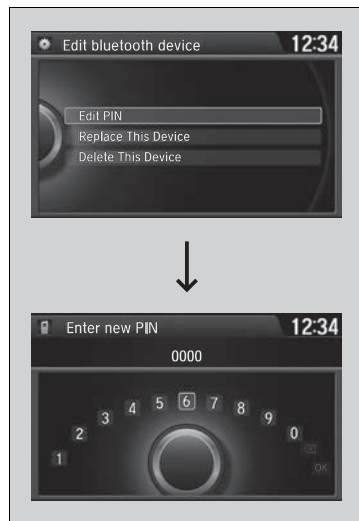 Edit bluetooth device 12:34
Edit PIN
Replace This Device
Delete This Device
Enter new PIN 12:34
0000
1 2 3 4 5 6 7 8 9 0
OK